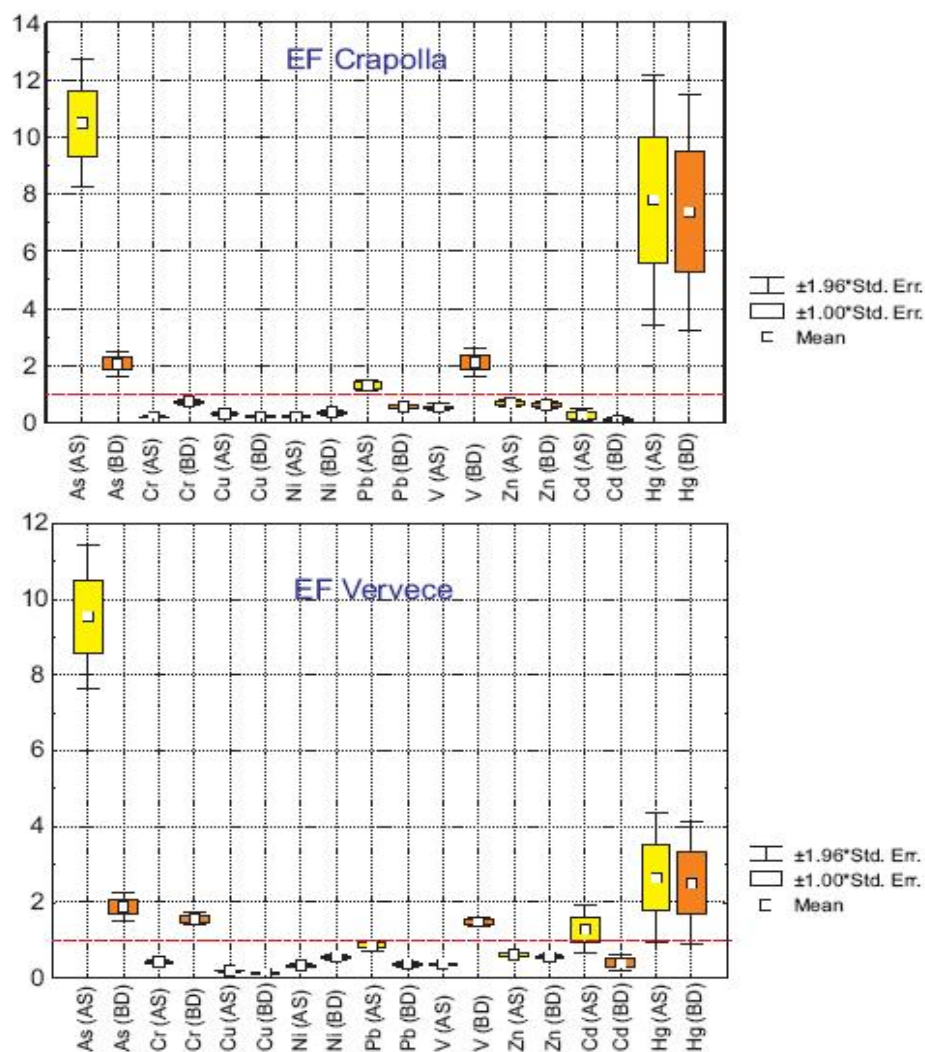 EF Crapolla
14
12
10
8
6
4
2
0
As (AS)
As (BD)
Cr (AS)
Cr (BD)
Cu (AS)
Cu (BD)
Ni (AS)
Ni (BD)
Pb (AS)
Pb (BD)
V (AS)
V (BD)
Zn (AS)
Zn (BD)
Cd (AS)
Cd (BD)
Hg (AS)
Hg (BD)
±1.96*Std. Err.
±1.00*Std. Err.
Mean
EF Vervece
12
10
8
6
4
2
0
As (AS)
As (BD)
Cr (AS)
Cr (BD)
Cu (AS)
Cu (BD)
Ni (AS)
Ni (BD)
Pb (AS)
Pb (BD)
V (AS)
V (BD)
Zn (AS)
Zn (BD)
Cd (AS)
Cd (BD)
Hg (AS)
Hg (BD)
±1.96*Std. Err.
±1.00*Std. Err.
Mean